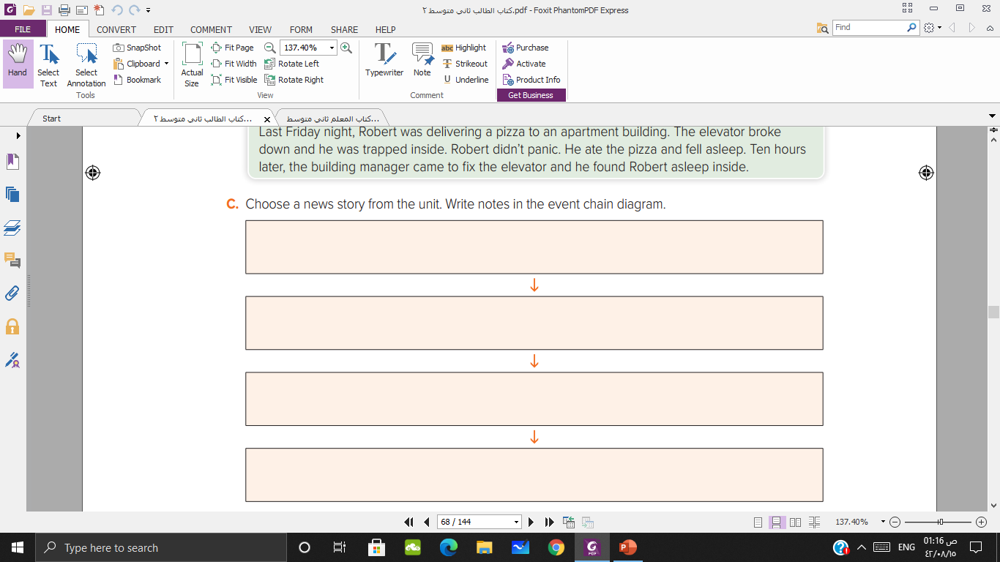 كتاب الطالب ثاني متوسط ٢.pdf - Foxit PhantomPDF Express
FILE HOME CONVERT EDIT COMMENT VIEW FORM SHARE HELP
Find
Hand
Select Text
Select Annotation
SnapShot
Clipboard
Bookmark
Tools
Actual Size
Fit Page
Fit Width
Fit Visible
137.40%
Rotate Left
Rotate Right
View
Typewriter
Note
abc Highlight
T Strikeout
U Underline
Comment
Purchase
Activate
Product Info
Get Business
Start
كتاب الطالب ثاني متوسط ٢...
كتاب المعلم ثاني متوسط...
Last Friday night, Robert was delivering a pizza to an apartment building. The elevator broke
down and he was trapped inside. Robert didn't panic. He ate the pizza and fell asleep. Ten hours
later, the building manager came to fix the elevator and he found Robert asleep inside.
C. Choose a news story from the unit. Write notes in the event chain diagram.
68 / 144
137.40%
Type here to search
ENG
01:16 ص
٤٢/٠٨/١٥